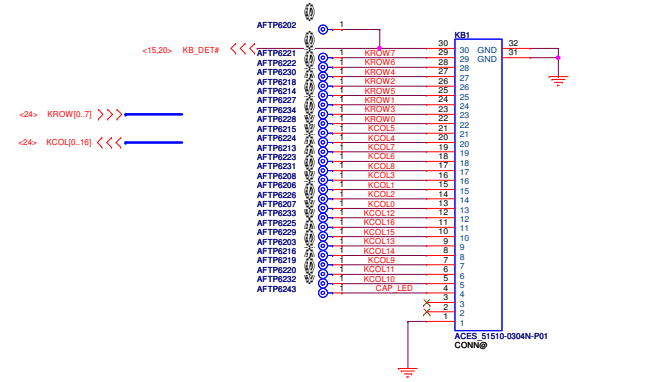 AFTP6202 1
KB1
<15,20> KB_DET# 30 30 GND 32
AFTP6221 1 KROW7 29 29 GND 31
AFTP6222 1 KROW6 28 28
AFTP6230 1 KROW4 27 27
AFTP6218 1 KROW2 26 26
AFTP6214 1 KROW5 25 25
AFTP6227 1 KROW1 24 24
<24> KROW[0..7] AFTP6234 1 KROW3 23 23
AFTP6228 1 KROW0 22 22
AFTP6215 1 KCOL5 21 21
<24> KCOL[0..16] AFTP6224 1 KCOL4 20 20
AFTP6213 1 KCOL7 19 19
AFTP6223 1 KCOL6 18 18
AFTP6231 1 KCOL8 17 17
AFTP6208 1 KCOL3 16 16
AFTP6206 1 KCOL1 15 15
AFTP6226 1 KCOL2 14 14
AFTP6207 1 KCOL0 13 13
AFTP6233 1 KCOL12 12 12
AFTP6225 1 KCOL16 11 11
AFTP6229 1 KCOL15 10 10
AFTP6203 1 KCOL13 9 9
AFTP6216 1 KCOL14 8 8
AFTP6219 1 KCOL9 7 7
AFTP6220 1 KCOL11 6 6
AFTP6232 1 KCOL10 5 5
AFTP6243 1 CAP_LED 4 4
3 3
2 2
1 1
ACES_51510-0304N-P01
CONN@